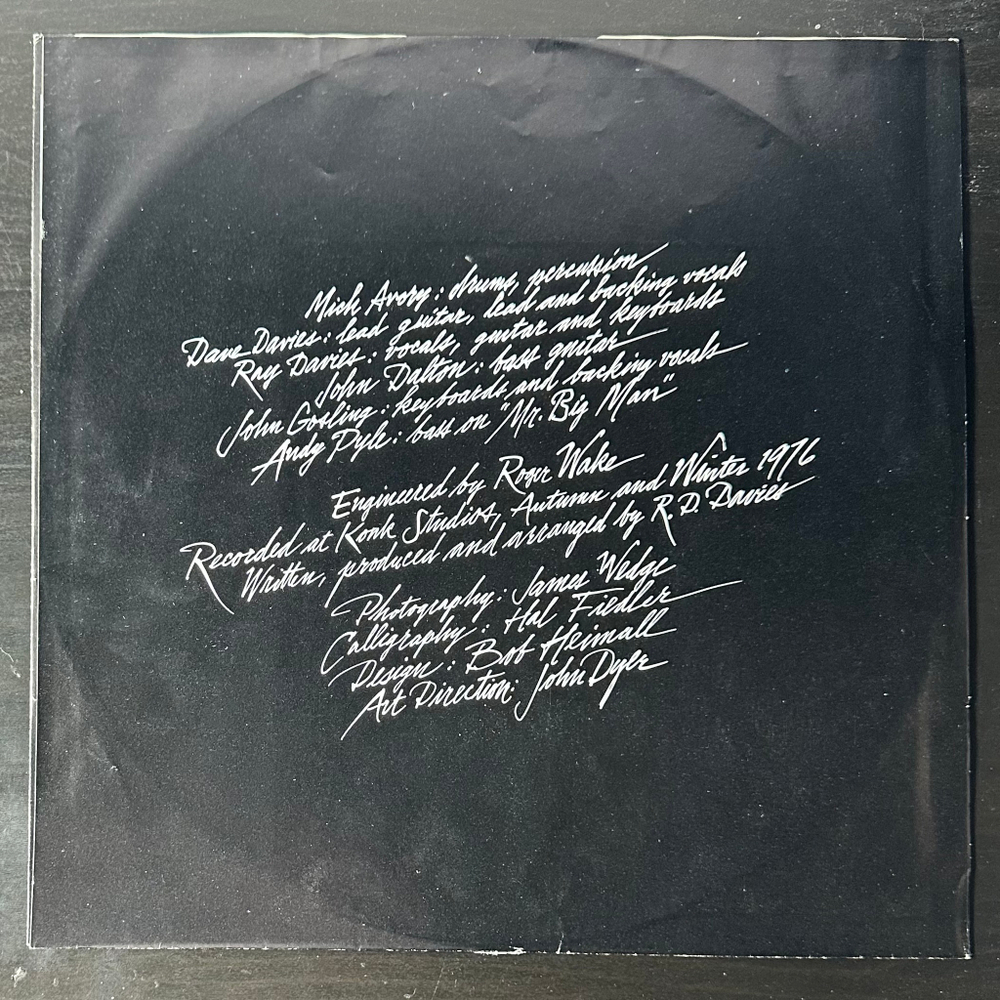 Mick Avory: drums, percussion
Dave Davies: lead guitar, lead and backing vocals
Ray Davies: vocals, guitar and keyboards
John Dalton: bass guitar
John Gosling: keyboards and backing vocals
Andy Pyle: bass on "Mr. Big Man"
Engineered by Roger Wake
Recorded at Konk Studios, Autumn and Winter 1976
Written, produced and arranged by R. D. Davies
Photography: James Wedge
Calligraphy: Hal Fiedler
Design: Bob Heimall
Art Direction: John Dyer